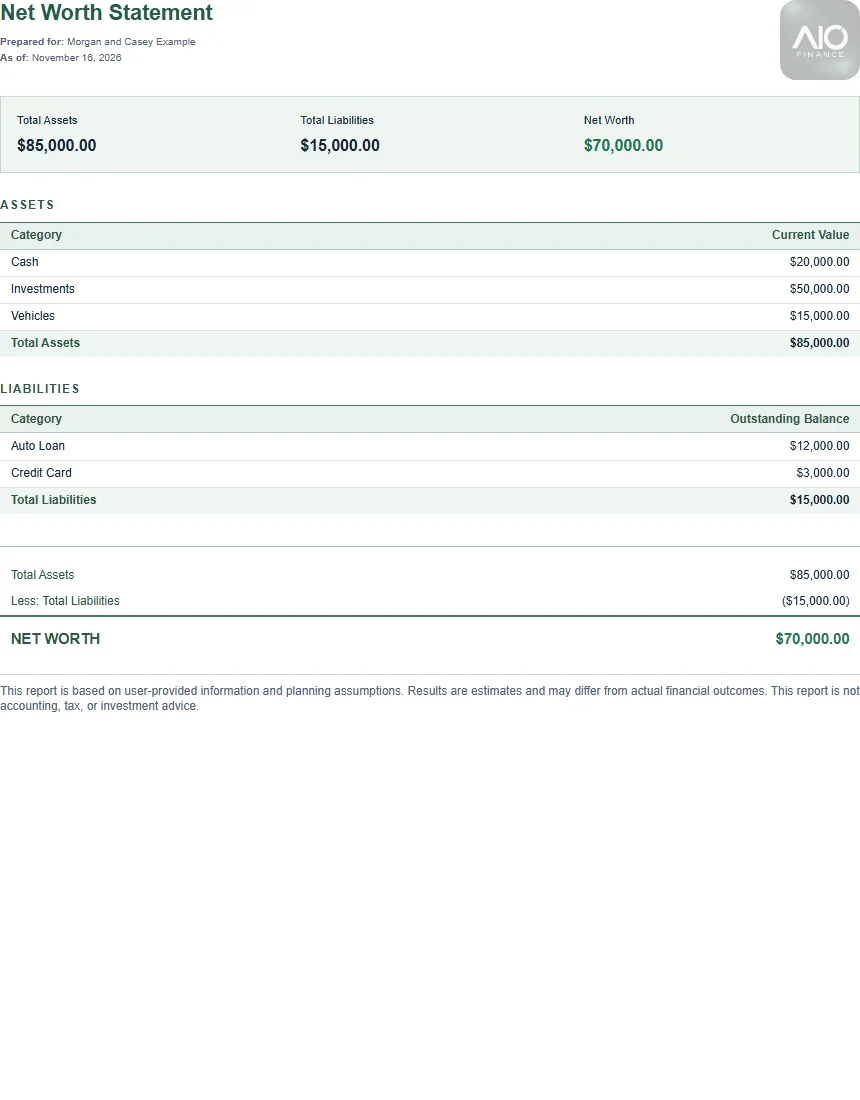 Net Worth Statement
AIO
FINANCE
Prepared for: Morgan and Casey Example
As of: November 16, 2026
Total Assets Total Liabilities Net Worth
$85,000.00 $15,000.00 $70,000.00
ASSETS
Category Current Value
Cash $20,000.00
Investments $50,000.00
Vehicles $15,000.00
Total Assets $85,000.00
LIABILITIES
Category Outstanding Balance
Auto Loan $12,000.00
Credit Card $3,000.00
Total Liabilities $15,000.00
Total Assets $85,000.00
Less: Total Liabilities ($15,000.00)
NET WORTH $70,000.00
This report is based on user-provided information and planning assumptions. Results are estimates and may differ from actual financial outcomes. This report is not
accounting, tax, or investment advice.